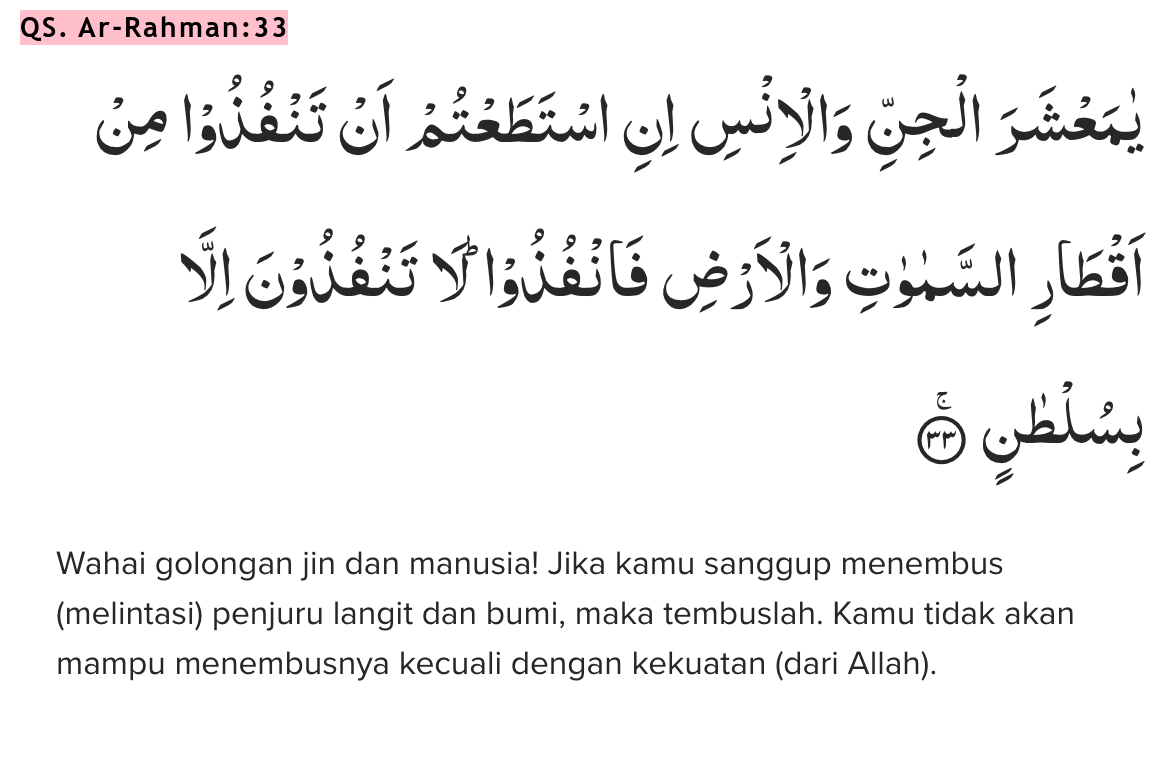 QS. Ar-Rahman:33
يٰمَعْشَرَ الْجِنِّ وَالْاِنْسِ اِنِ اسْتَطَعْتُمْ اَنْ تَنْفُذُوْا مِنْ
اَقْطَارِ السَّمٰوٰتِ وَالْاَرْضِ فَانْفُذُوْاۗ لَا تَنْفُذُوْنَ اِلَّا
بِسُلْطٰنٍۚ ٣٣
Wahai golongan jin dan manusia! Jika kamu sanggup menembus
(melintasi) penjuru langit dan bumi, maka tembuslah. Kamu tidak akan
mampu menembusnya kecuali dengan kekuatan (dari Allah).